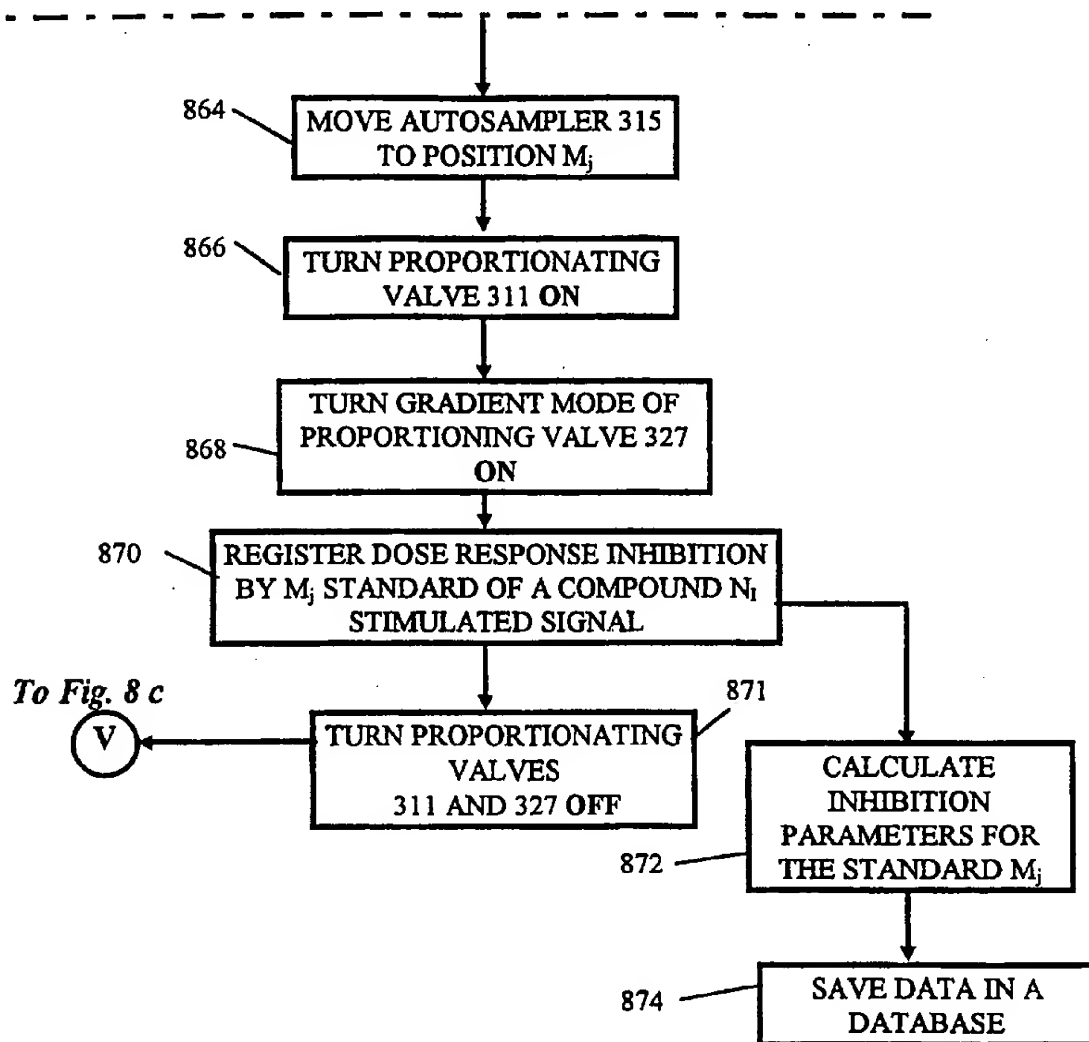 864
MOVE AUTOSAMPLER 315
TO POSITION Mj
866
TURN PROPORTIONATING
VALVE 311 ON
TURN GRADIENT MODE OF
PROPORTIONING VALVE 327
ON
868
870
REGISTER DOSE RESPONSE INHIBITION
BY Mj STANDARD OF A COMPOUND NI
STIMULATED SIGNAL
To Fig. 8 c
V
871
TURN PROPORTIONATING
VALVES
311 AND 327 OFF
CALCULATE
INHIBITION
PARAMETERS FOR
THE STANDARD Mj
872
874
SAVE DATA IN A
DATABASE